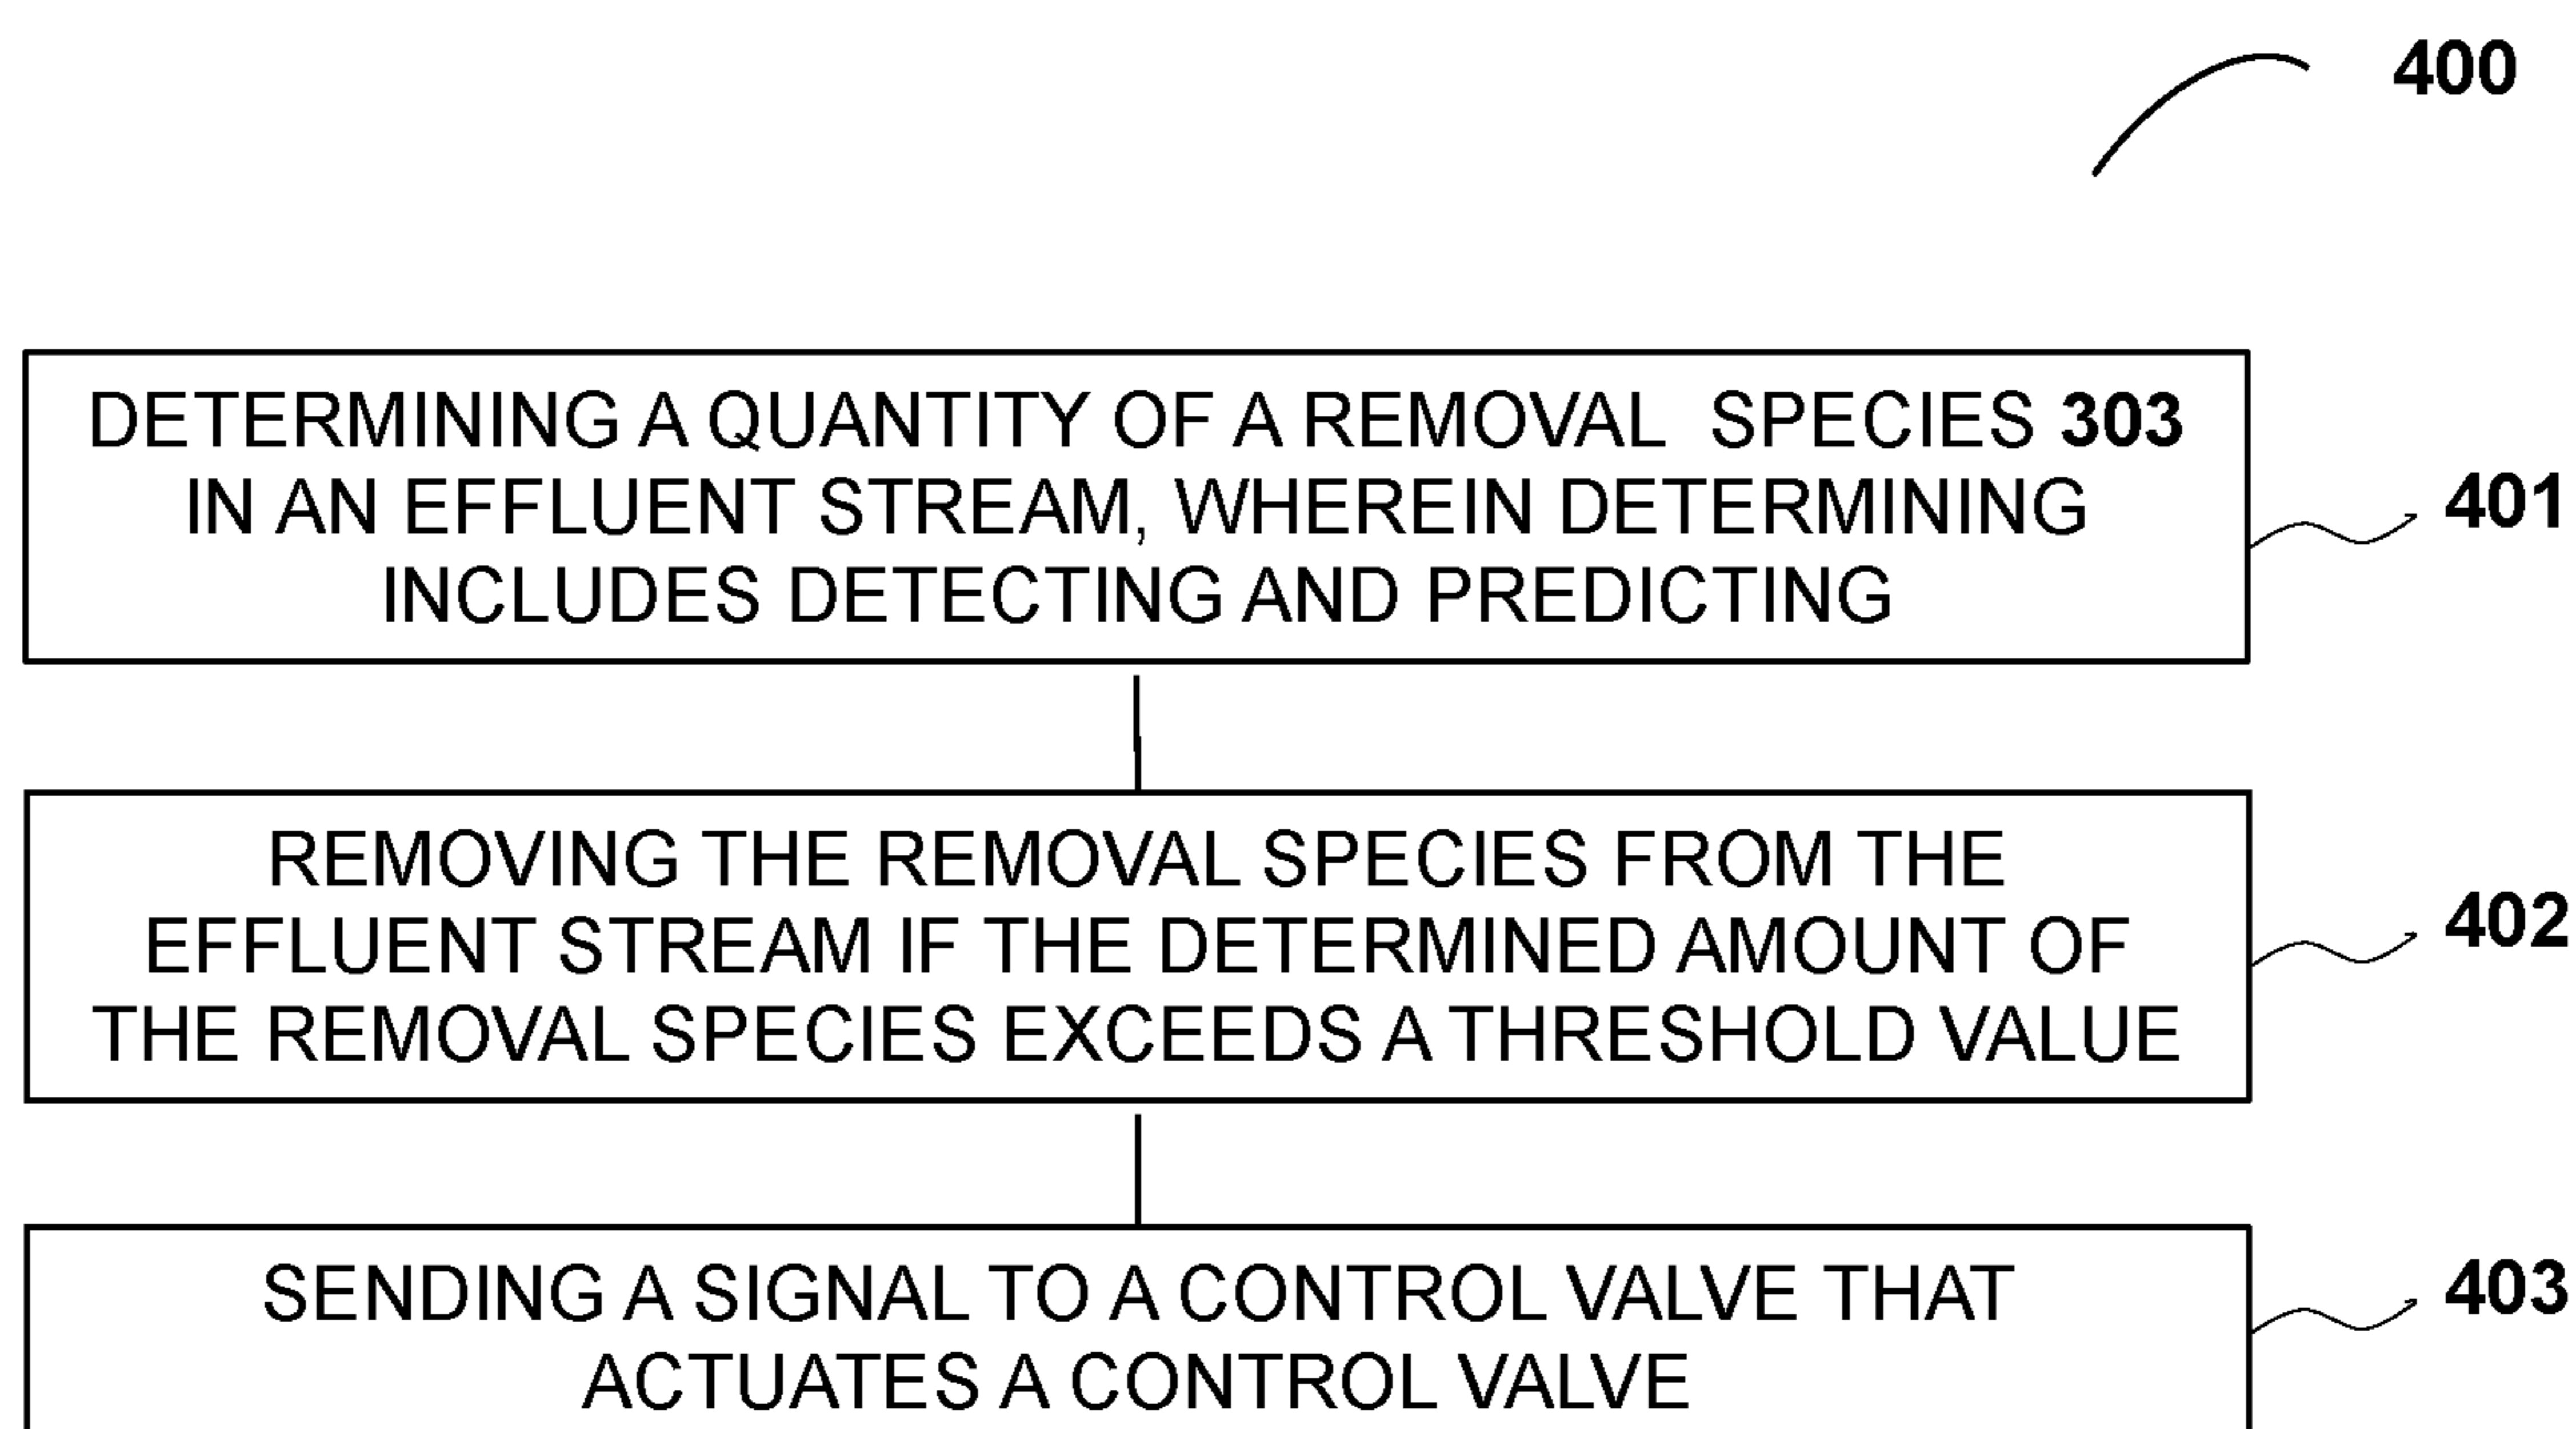 400
DETERMINING A QUANTITY OF A REMOVAL SPECIES 303
IN AN EFFLUENT STREAM, WHEREIN DETERMINING
INCLUDES DETECTING AND PREDICTING
401
REMOVING THE REMOVAL SPECIES FROM THE
EFFLUENT STREAM IF THE DETERMINED AMOUNT OF
THE REMOVAL SPECIES EXCEEDS A THRESHOLD VALUE
402
SENDING A SIGNAL TO A CONTROL VALVE THAT
ACTUATES A CONTROL VALVE
403